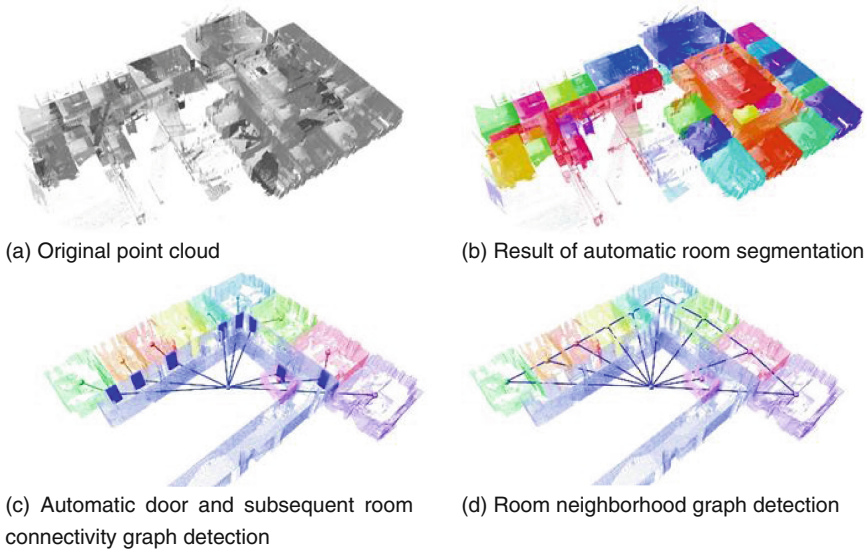 (a) Original point cloud
(b) Result of automatic room segmentation
(c) Automatic door and subsequent room
connectivity graph detection
(d) Room neighborhood graph detection